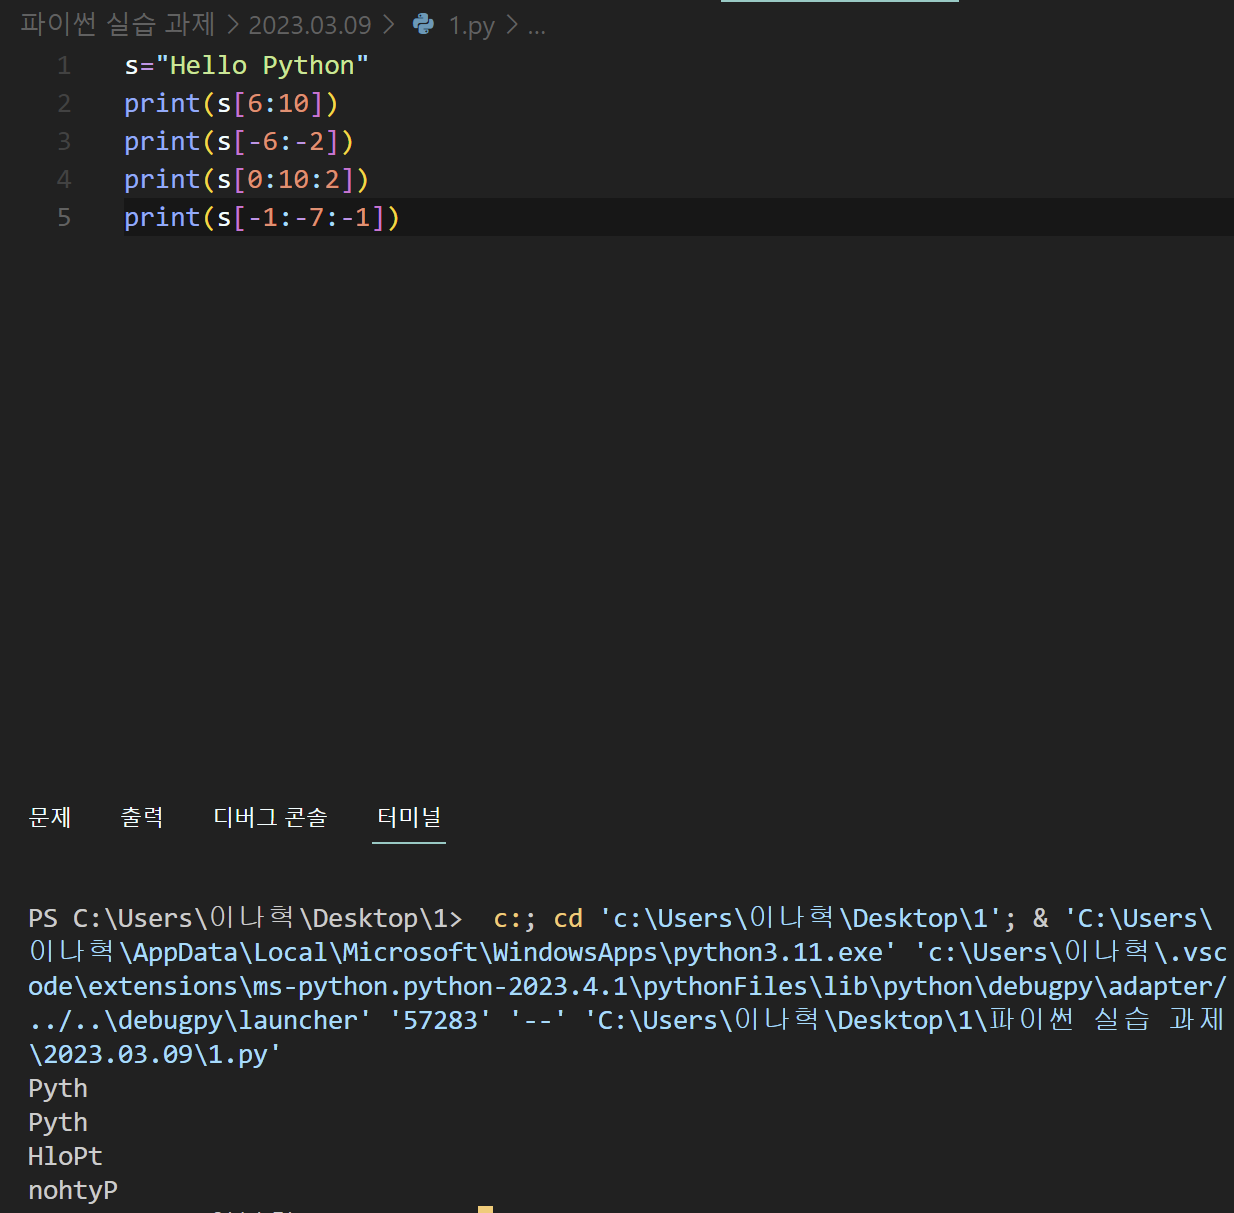 파이썬 실습 과제 > 2023.03.09 > 1.py > ...
1 s="Hello Python"
2 print(s[6:10])
3 print(s[-6:-2])
4 print(s[0:10:2])
5 print(s[-1:-7:-1])
문제 출력 디버그 콘솔 터미널
PS C:\Users\이나혁\Desktop\1>  c:; cd 'c:\Users\이나혁\Desktop\1'; & 'C:\Users\
이나혁\AppData\Local\Microsoft\WindowsApps\python3.11.exe' 'c:\Users\이나혁\.vsc
ode\extensions\ms-python.python-2023.4.1\pythonFiles\lib\python\debugpy\adapter/
../..\debugpy\launcher' '57283' '--' 'C:\Users\이나혁\Desktop\1\파이썬 실습 과제
\2023.03.09\1.py'
Pyth
Pyth
HloPt
nohtyP